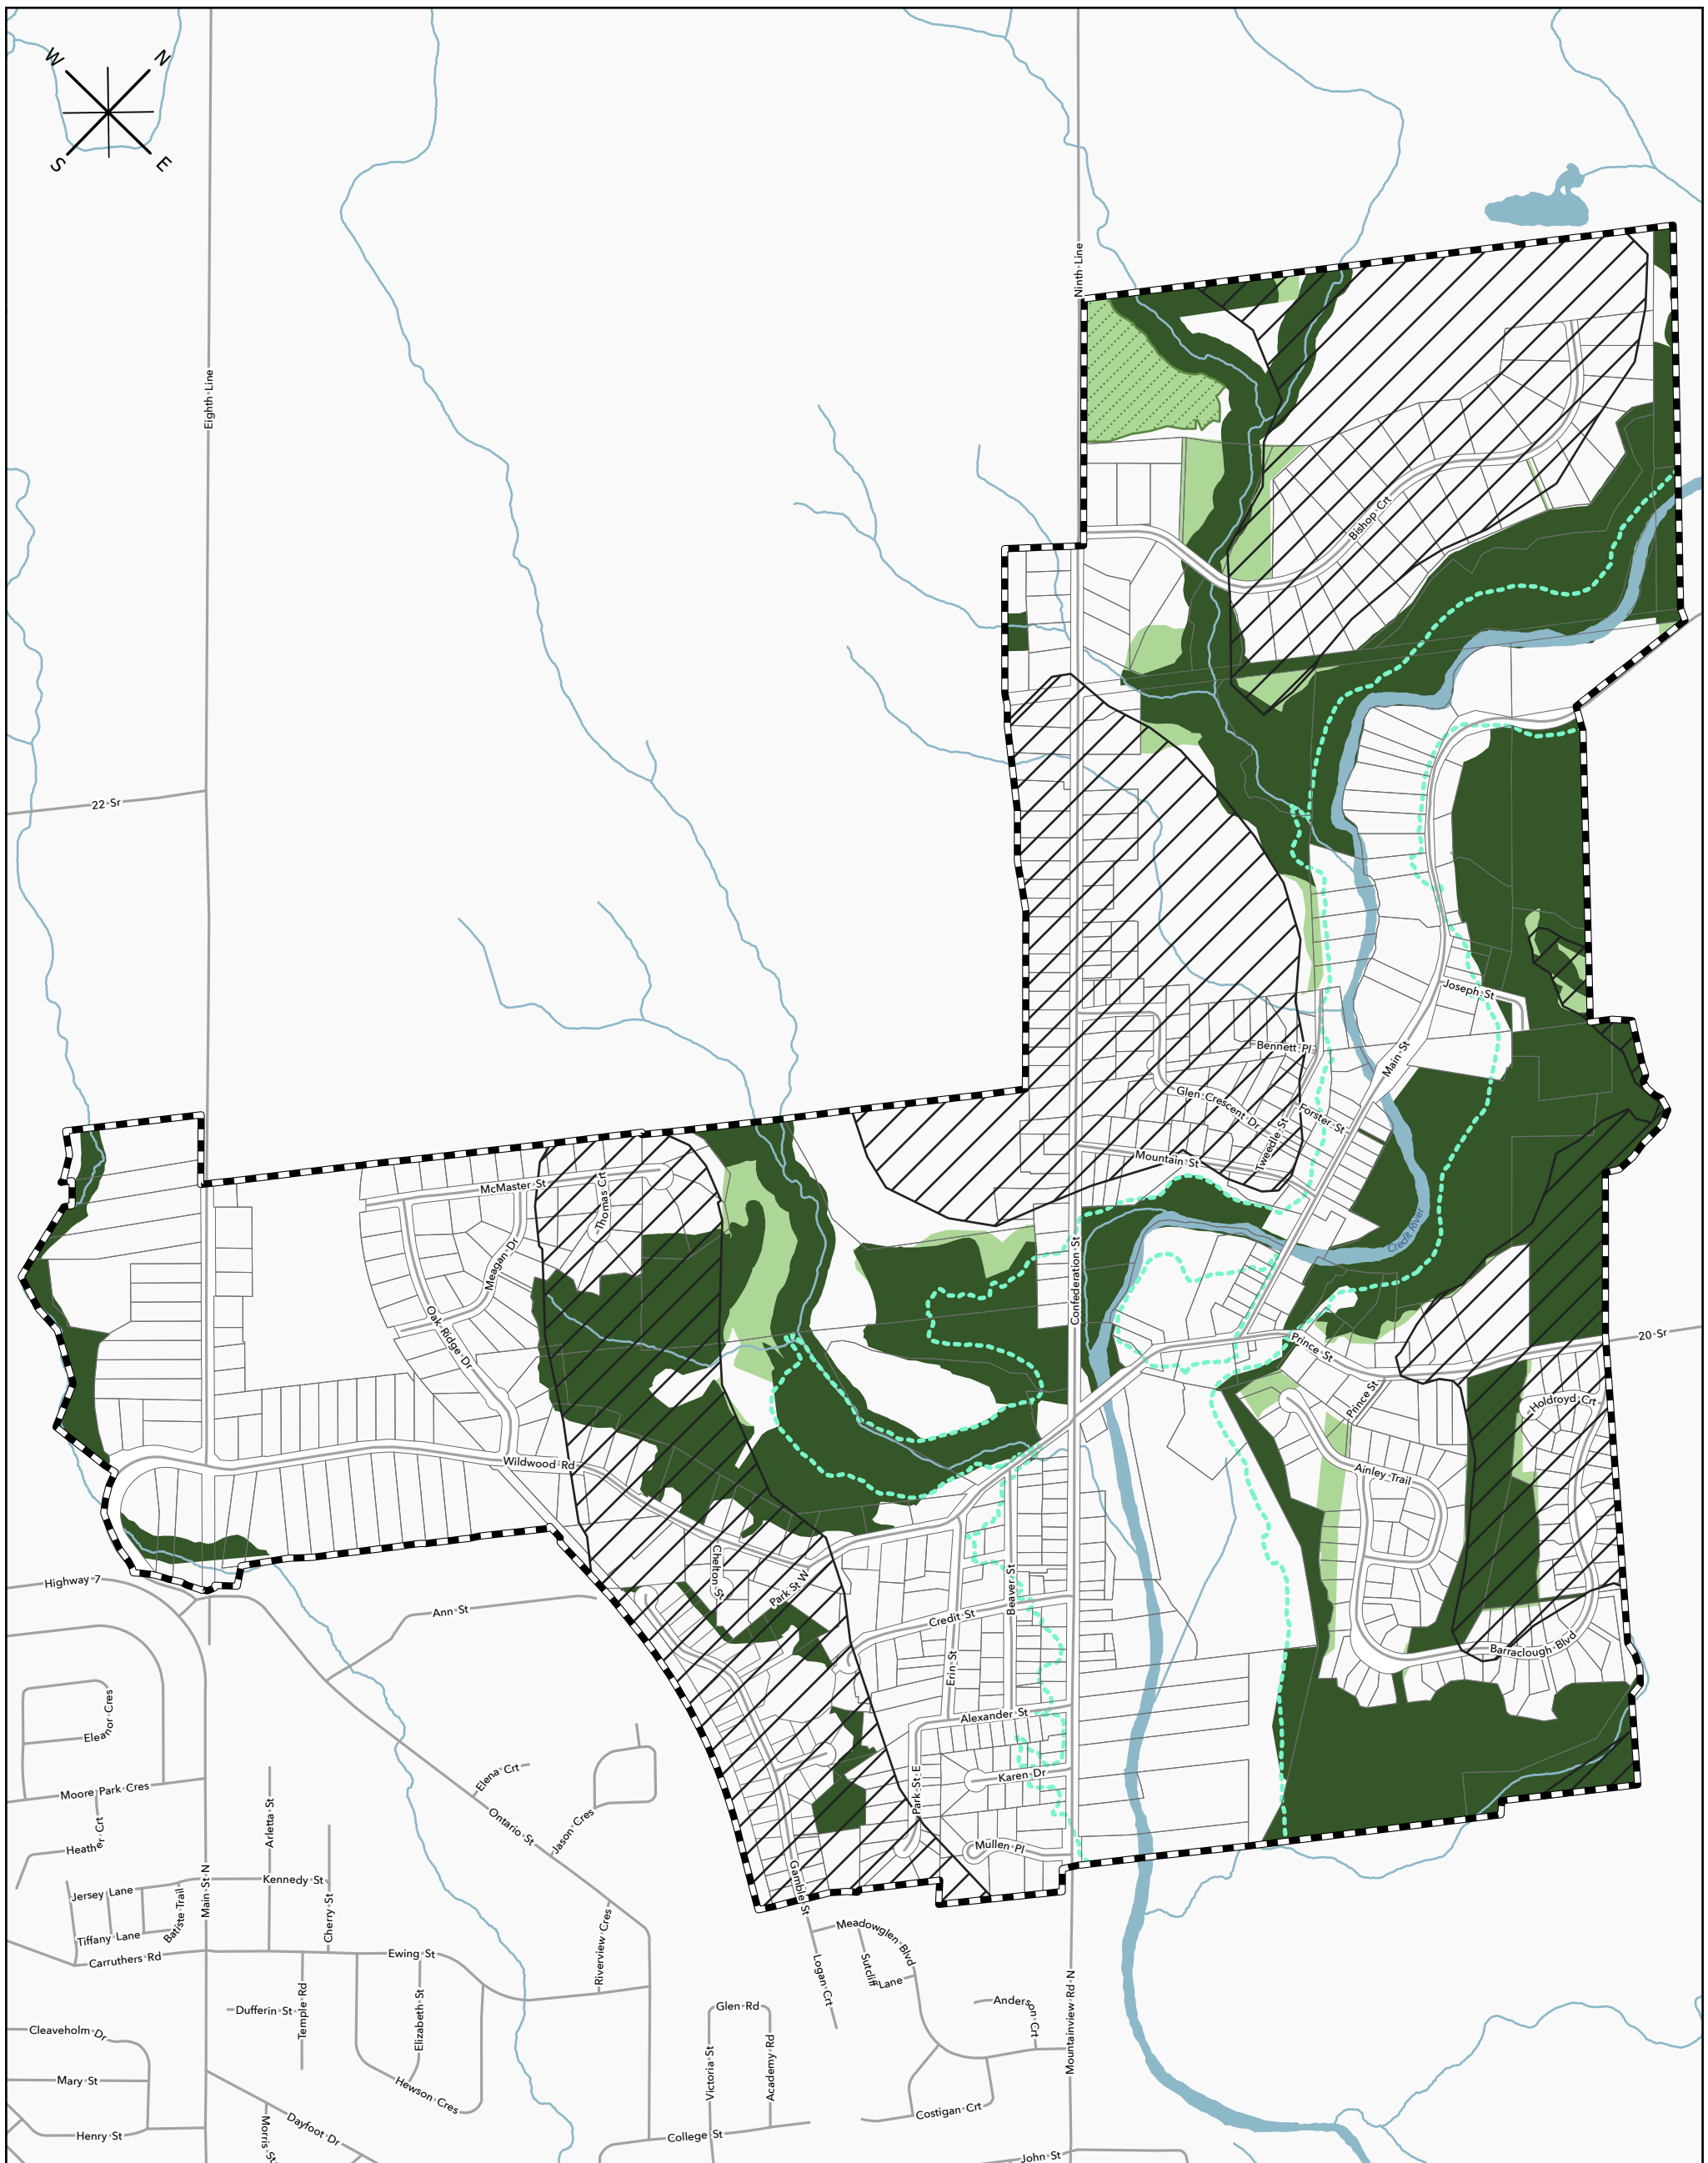 W
N
S
E
Ninth Line
Eighth Line
Bishop Crt
22 Sr
Joseph St
Main St
Bennett Pl
Glen Crescent Dr
Forster St
Tweedle St
Mountain St
McMaster St
Thomas Crt
Meagan Dr
Oak Ridge Dr
Confederation St
Credit River
Prince St
20 Sr
Prince St
Holdroyd Crt
Ainley Trail
Wildwood Rd
Chelton St
Park St W
Beaver St
Credit St
Erin St
Barraclough Blvd
Highway 7
Ann St
Alexander St
Karen Dr
Park St E
Mullen Pl
Eleanor Cres
Moore Park Cres
Elena Crt
Heather Crt
Arletta St
Ontario St
Jason Cres
Gamble St
Main St N
Jersey Lane
Kennedy St
Batiste Trail
Cherry St
Tiffany Lane
Carruthers Rd
Ewing St
Riverview Cres
Meadowglen Blvd
Sutcliff Lane
Logan Crt
Dufferin St
Temple Rd
Elizabeth St
Glen Rd
Anderson Crt
Mountainview Rd N
Cleaveholm Dr
Victoria St
Academy Rd
Mary St
Hewson Cres
Costigan Crt
Henry St
Morris St
Dayfoot Dr
College St
John St